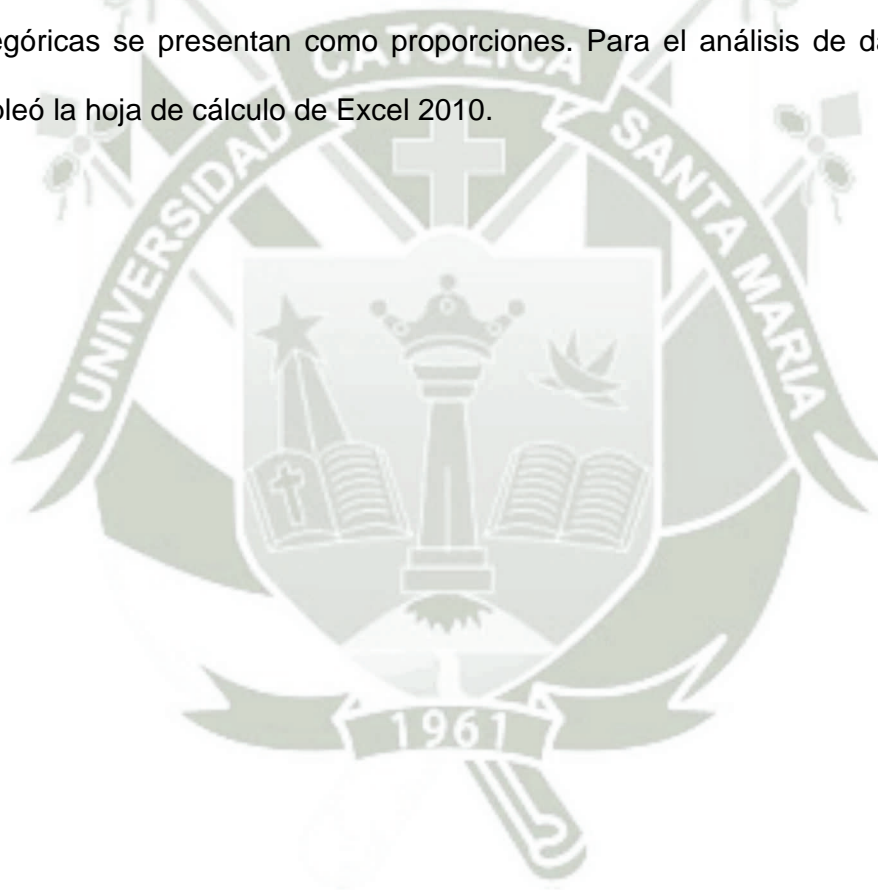 egóricas se presentan como proporciones. Para el análisis de da
oleó la hoja de cálculo de Excel 2010.
UNIVERSIDAD CATOLICA SANTA MARIA
1961